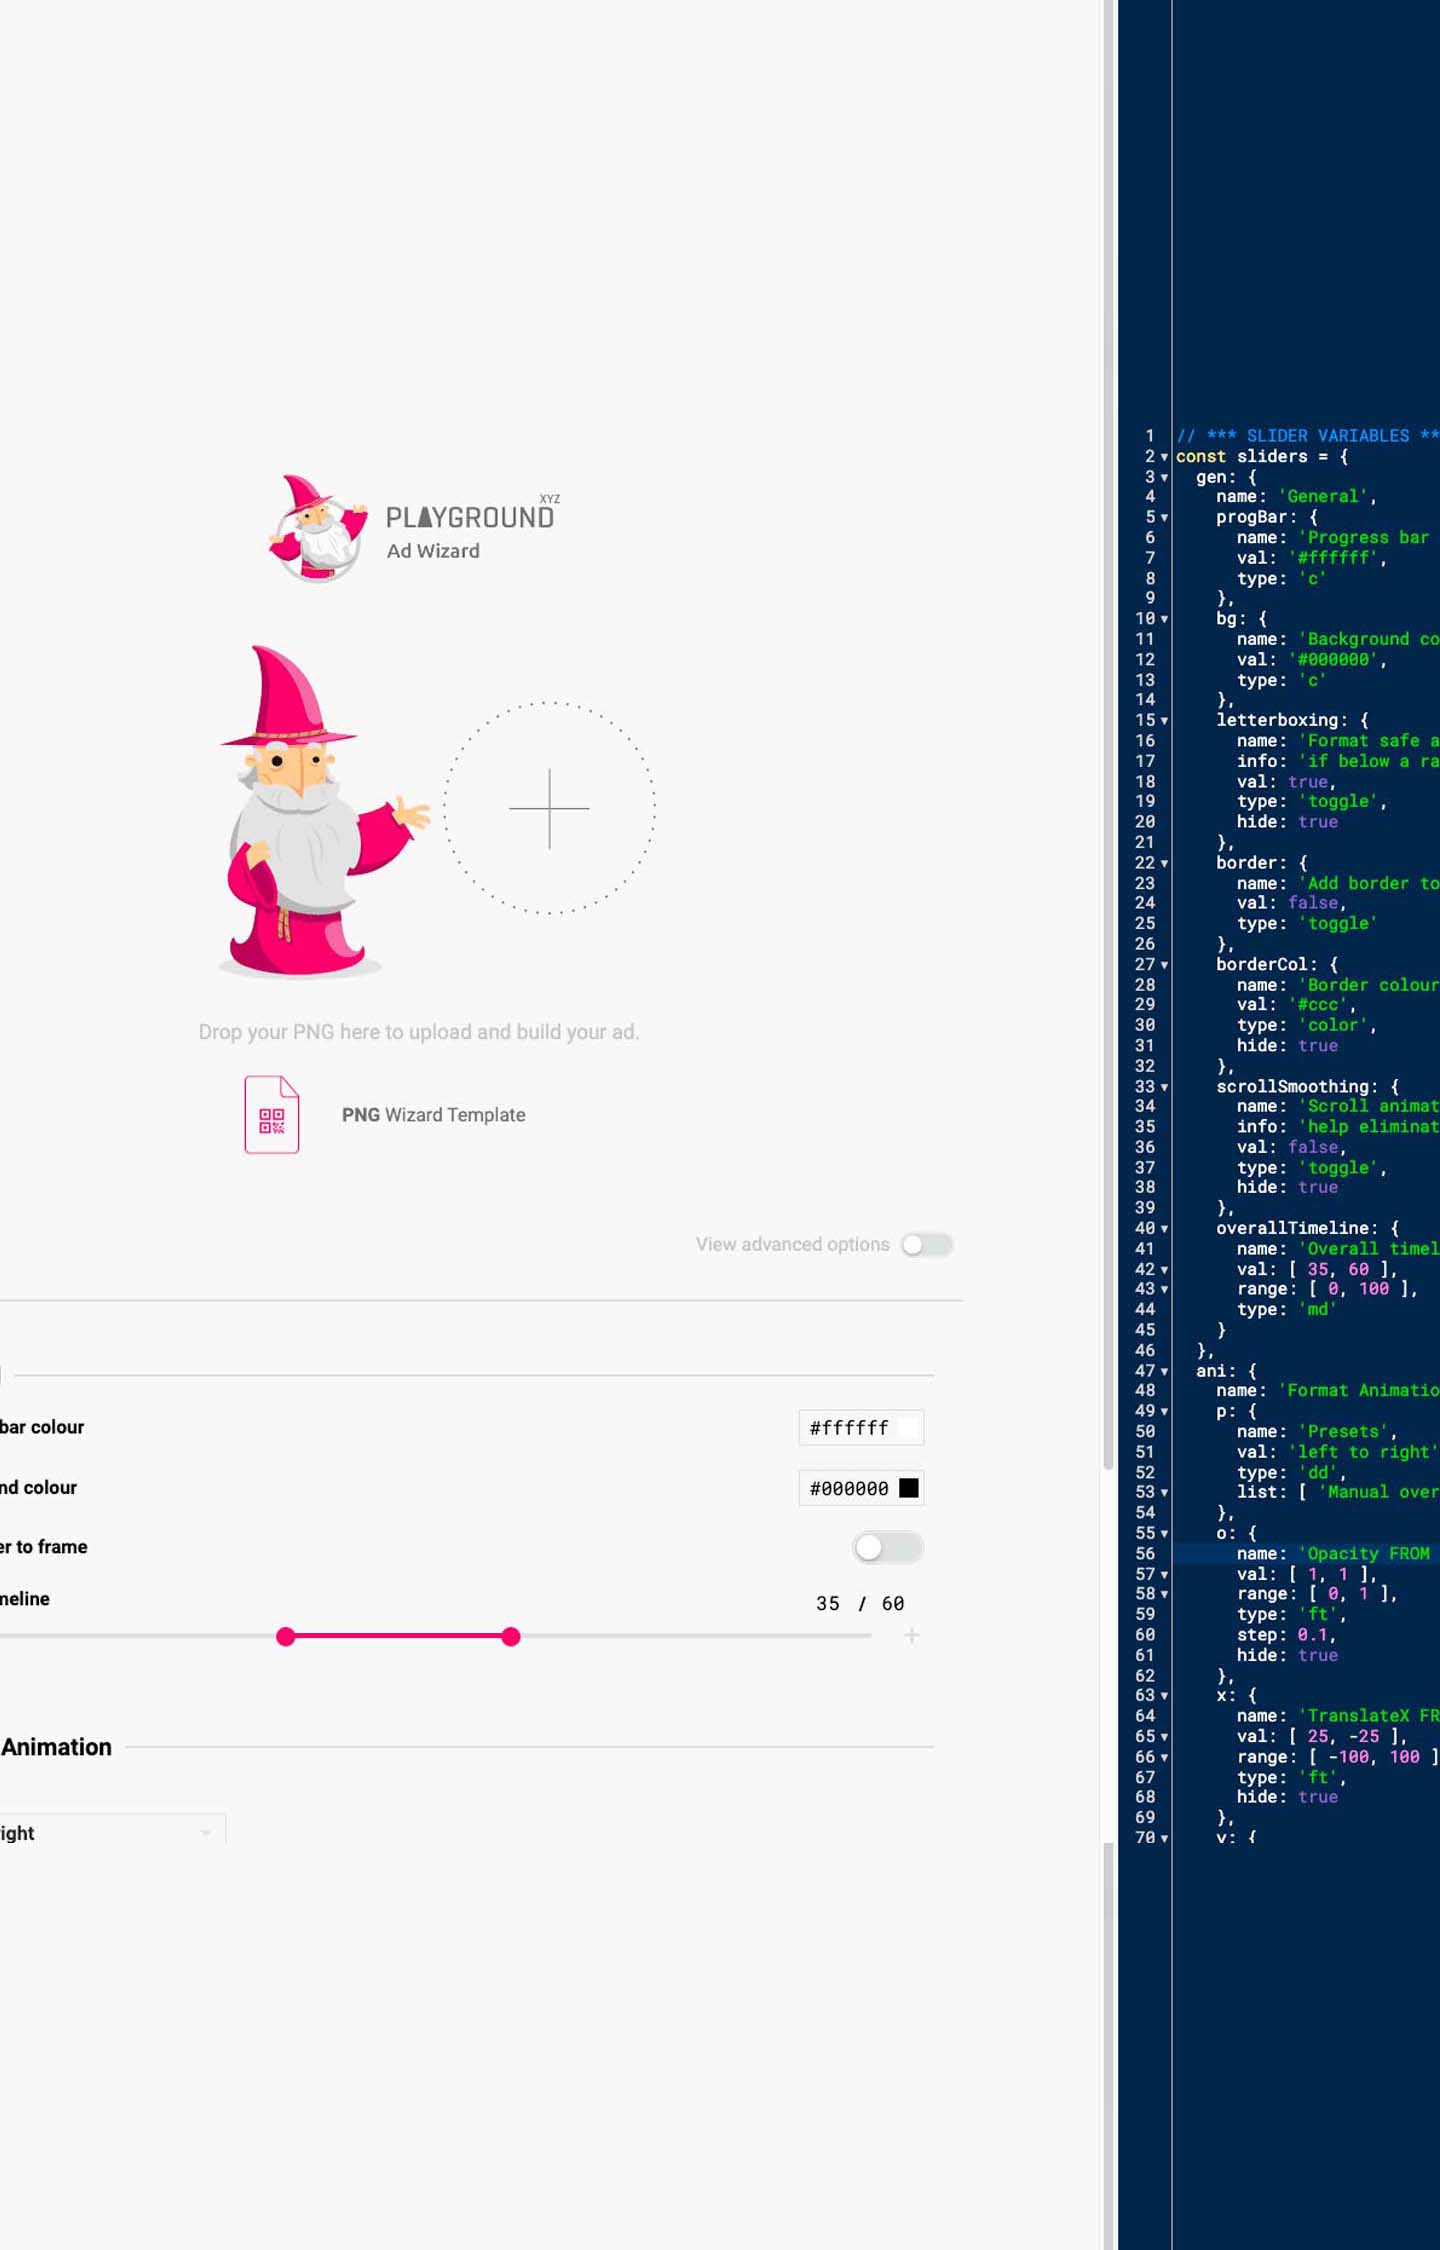 XYZ
PLAYGROUND
Ad Wizard
Drop your PNG here to upload and build your ad.
PNG Wizard Template
View advanced options
bar colour
#ffffff
nd colour
#000000
er to frame
neline
35 / 60
+
Animation
ight
1 // *** SLIDER VARIABLES **
2 const sliders = {
3 gen: {
4 name: 'General',
5 progBar: {
6 name: 'Progress bar
7 val: '#ffffff',
8 type: 'c'
9 },
10 bg: {
11 name: 'Background co
12 val: '#000000',
13 type: 'c'
14 },
15 letterboxing: {
16 name: 'Format safe a
17 info: 'if below a ra
18 val: true,
19 type: 'toggle',
20 hide: true
21 },
22 border: {
23 name: 'Add border to
24 val: false,
25 type: 'toggle'
26 },
27 borderCol: {
28 name: 'Border colour
29 val: '#ccc',
30 type: 'color',
31 hide: true
32 },
33 scrollSmoothing: {
34 name: 'Scroll animat
35 info: 'help eliminat
36 val: false,
37 type: 'toggle',
38 hide: true
39 },
40 overallTimeline: {
41 name: 'Overall timel
42 val: [ 35, 60 ],
43 range: [ 0, 100 ],
44 type: 'md'
45 }
46 },
47 ani: {
48 name: 'Format Animatio
49 p: {
50 name: 'Presets',
51 val: 'left to right'
52 type: 'dd',
53 list: [ 'Manual over
54 },
55 o: {
56 name: 'Opacity FROM
57 val: [ 1, 1 ],
58 range: [ 0, 1 ],
59 type: 'ft',
60 step: 0.1,
61 hide: true
62 },
63 x: {
64 name: 'TranslateX FR
65 val: [ 25, -25 ],
66 range: [ -100, 100 ]
67 type: 'ft',
68 hide: true
69 },
70 y: {